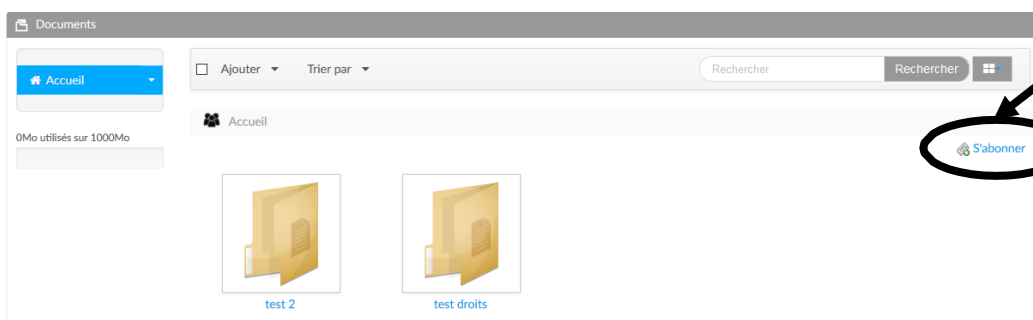 Documents
Accueil
Ajouter
Trier par
Rechercher
Rechercher
Accueil
0Mo utilisés sur 1000Mo
S'abonner
test 2
test droits